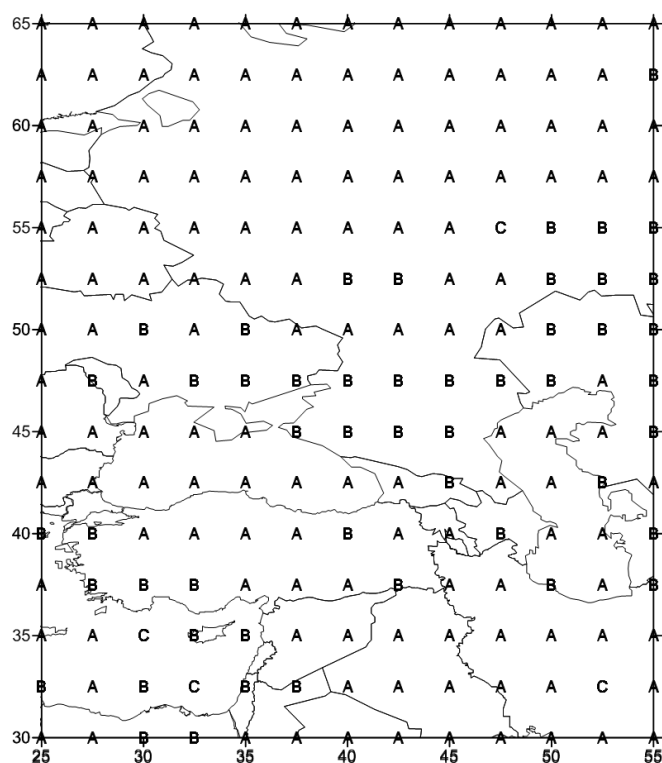 65 A A A A A A A A A A A A A
A A A A A A A A A A A A B
60 A A A A A A A A A A A A A
A A A A A A A A A A A A A
55 A A A A A A A A A C B B B
A A A A A A B B A A B B B
50 A A B A B A A A A A B B B
A B A B B B B B B B B A B
45 A A A A A B B B B A A A B
A A A A A A A A B A A B A
40 B B A A A A B A A B A A B
A B B B A A A B A A B A B
35 A A C B B A A A A A A A A
B A B C B B A A A A A C A
30 A A B B A A A A A A A A A
25 30 35 40 45 50 55